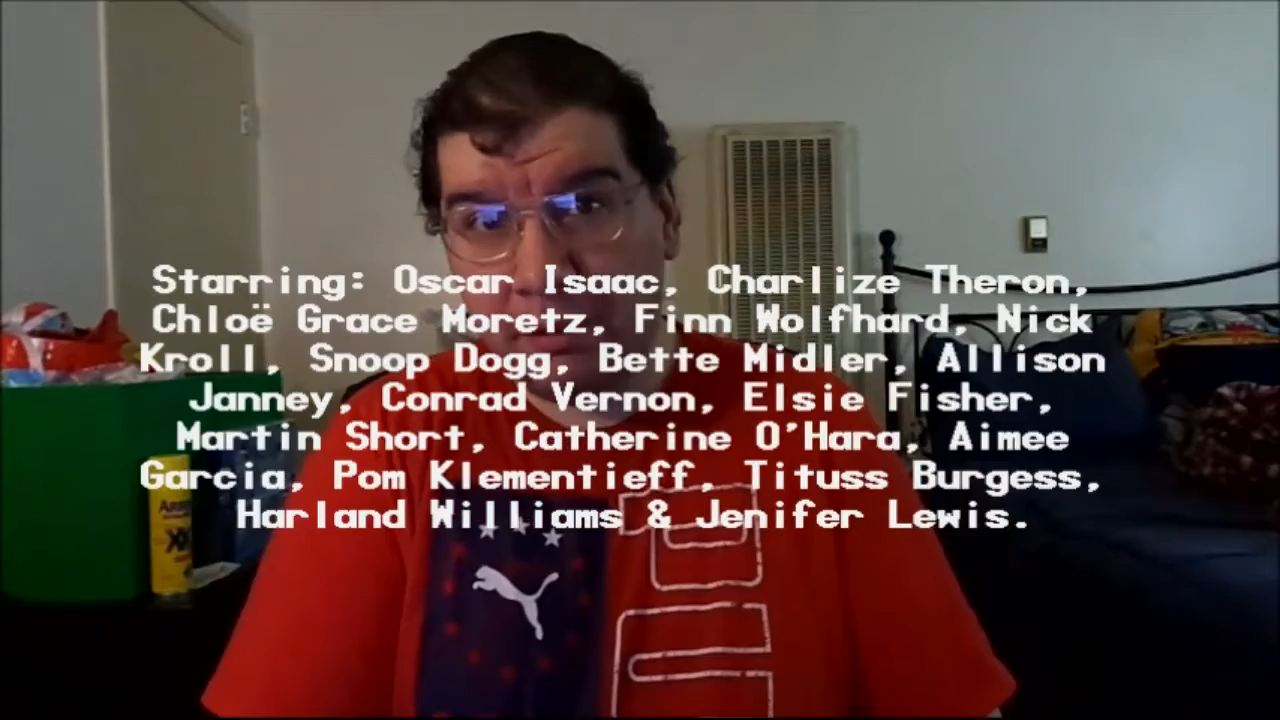 Starring: Oscar Isaac, Charlize Theron,
Chloë Grace Moretz, Finn Wolfhard, Nick
Kroll, Snoop Dogg, Bette Midler, Allison
Janney, Conrad Vernon, Elsie Fisher,
Martin Short, Catherine O'Hara, Aimee
Garcia, Pom Klementieff, Tituss Burgess,
Harland Williams & Jenifer Lewis.